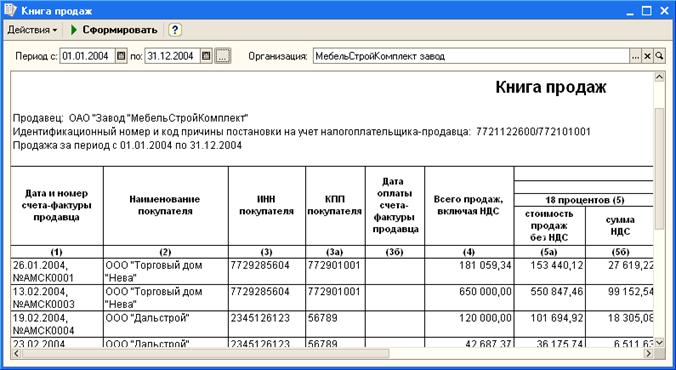 Книга продаж
Действия Сформировать ?
Период с: 01.01.2004 по: 31.12.2004 ... Организация: МебельСтройКомплект завод ... x
Книга продаж
Продавец: ОАО "Завод "МебельСтройКомплект"
Идентификационный номер и код причины постановки на учет налогоплательщика-продавца: 7721122600/772101001
Продажа за период с 01.01.2004 по 31.12.2004
Дата и номер счета-фактуры продавца
Наименование покупателя
ИНН покупателя
КПП покупателя
Дата оплаты счета-фактуры продавца
Всего продаж, включая НДС
18 процентов (5)
стоимость продаж без НДС
сумма НДС
(1) (2) (3) (3а) (3б) (4) (5а) (5б)
26.01.2004, ООО "Торговый дом 7729285604 772901001 181 059,34 153 440,12 27 619,22
№АМСК0001 "Нева"
13.02.2004, ООО "Торговый дом 7729285604 772901001 650 000,00 550 847,46 99 152,54
№АМСК0003 "Нева"
19.02.2004, ООО "Дальстрой" 2345126123 56789 120 000,00 101 694,92 18 305,08
№АМСК0004
23.02.2004, ООО "Дальстрой" 2345126123 56789 42 687,37 36 175,74 6 511,63